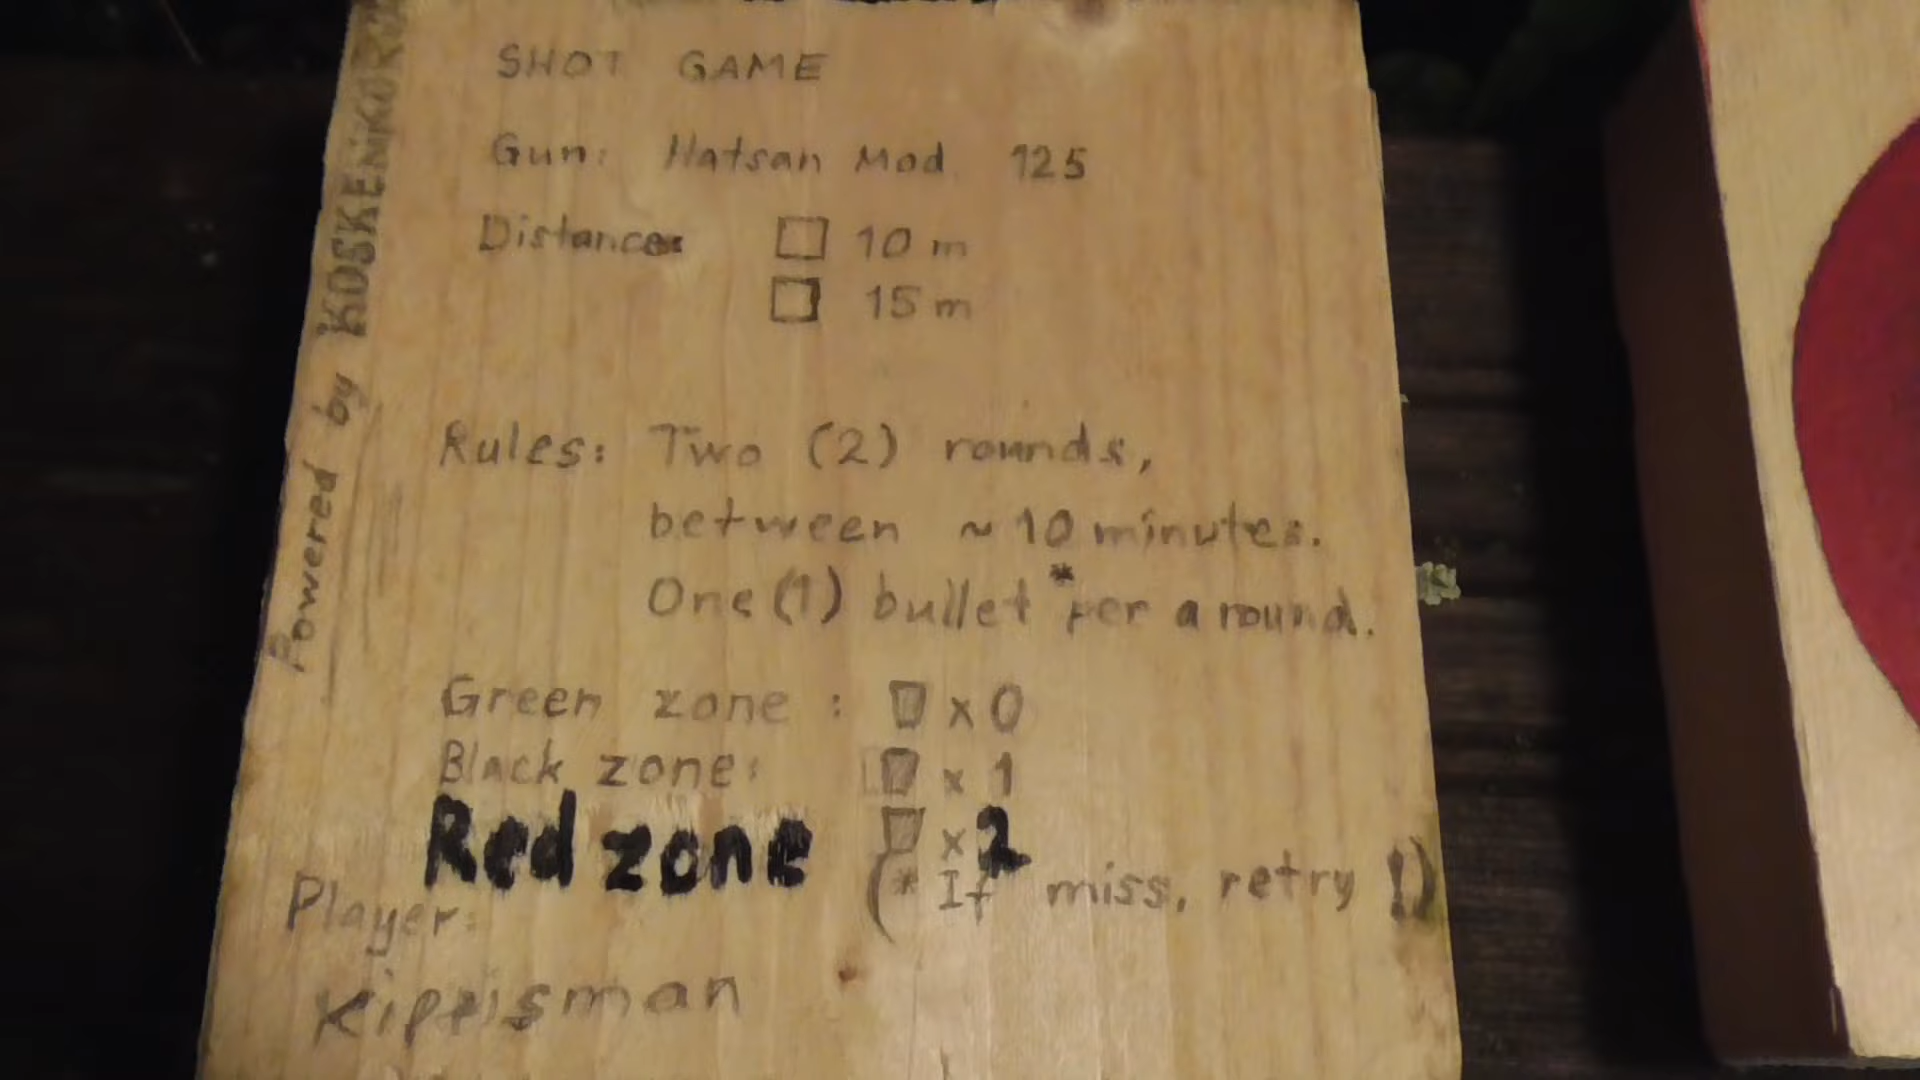 SHOT GAME
Gun: Hatsan Mod. 125
Distance:
10 m
15 m
Rules: Two (2) rounds,
between ~10 minutes.
One (1) bullet* per a round.
Green zone : x 0
Black zone: x 1
Red zone x 2
(* If miss, retry !)
Player:
Kippisman
Powered by